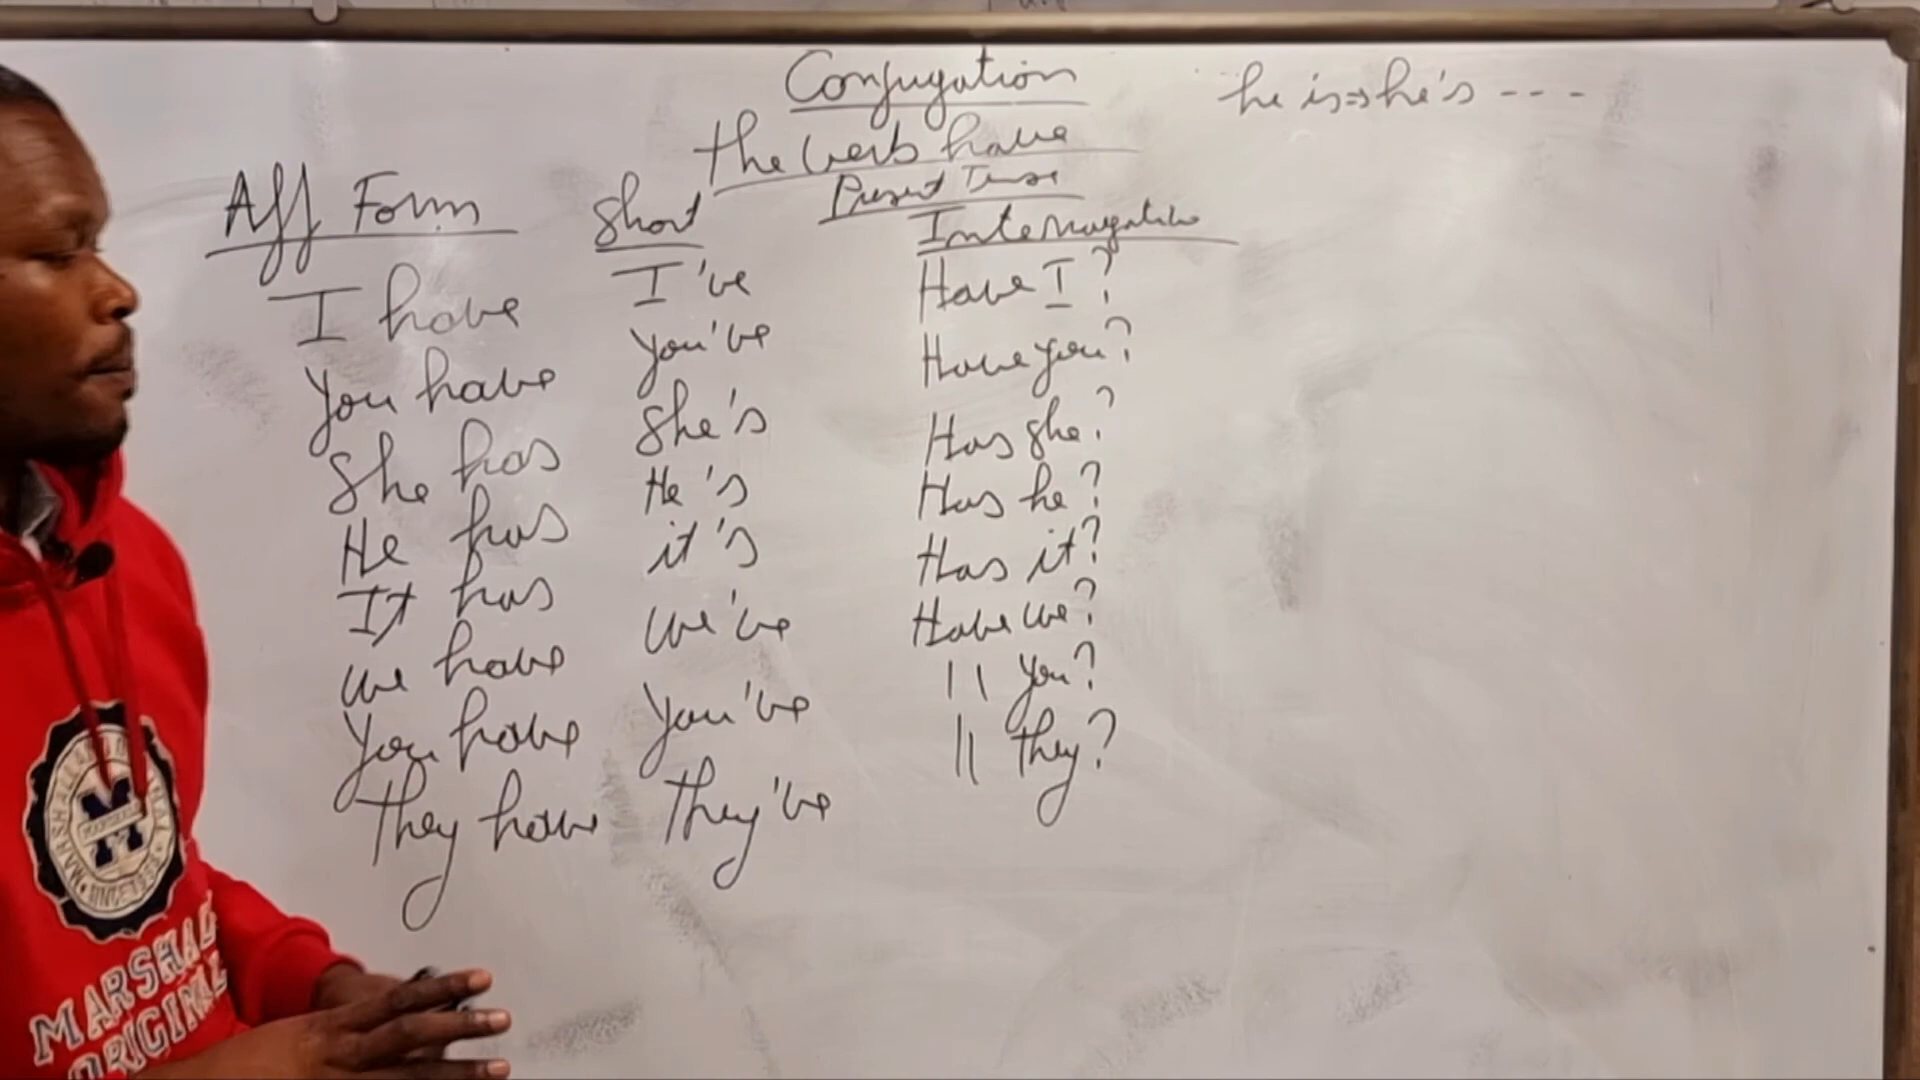 Conjugation
he is⇒he's ---
the verb have
Present Tense
Aff Form Short Interrogative
I have I 've Have I ?
You have You've Have you?
She has She's Has she?
He has He 's Has he?
It has it's Has it?
we have we've Have we?
You have You've 11 you?
They have They've 11 they?
M
MARSHALL
ORIGINAL